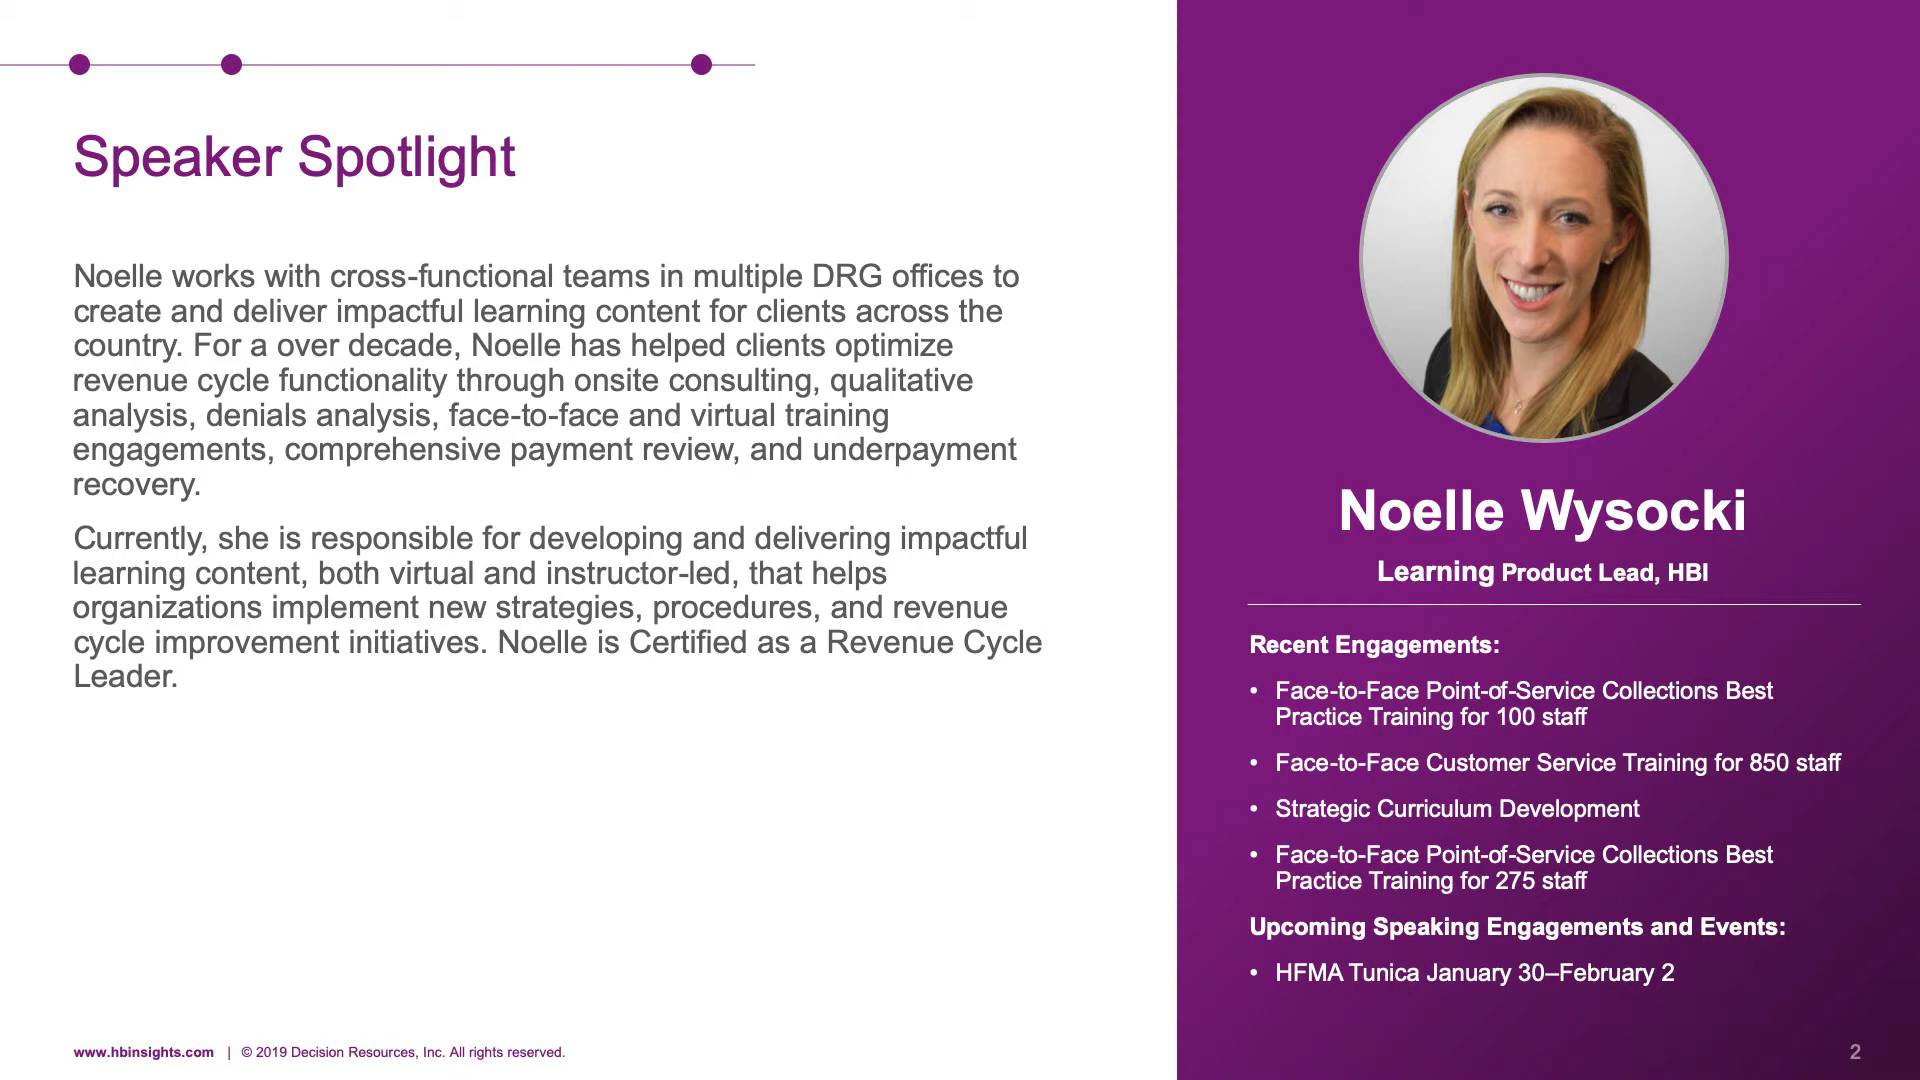 Speaker Spotlight
Noelle works with cross-functional teams in multiple DRG offices to
create and deliver impactful learning content for clients across the
country. For a over decade, Noelle has helped clients optimize
revenue cycle functionality through onsite consulting, qualitative
analysis, denials analysis, face-to-face and virtual training
engagements, comprehensive payment review, and underpayment
recovery.
Currently, she is responsible for developing and delivering impactful
learning content, both virtual and instructor-led, that helps
organizations implement new strategies, procedures, and revenue
cycle improvement initiatives. Noelle is Certified as a Revenue Cycle
Leader.
Noelle Wysocki
Learning Product Lead, HBI
Recent Engagements:
• Face-to-Face Point-of-Service Collections Best
Practice Training for 100 staff
• Face-to-Face Customer Service Training for 850 staff
• Strategic Curriculum Development
• Face-to-Face Point-of-Service Collections Best
Practice Training for 275 staff
Upcoming Speaking Engagements and Events:
• HFMA Tunica January 30–February 2
www.hbinsights.com | © 2019 Decision Resources, Inc. All rights reserved.
2